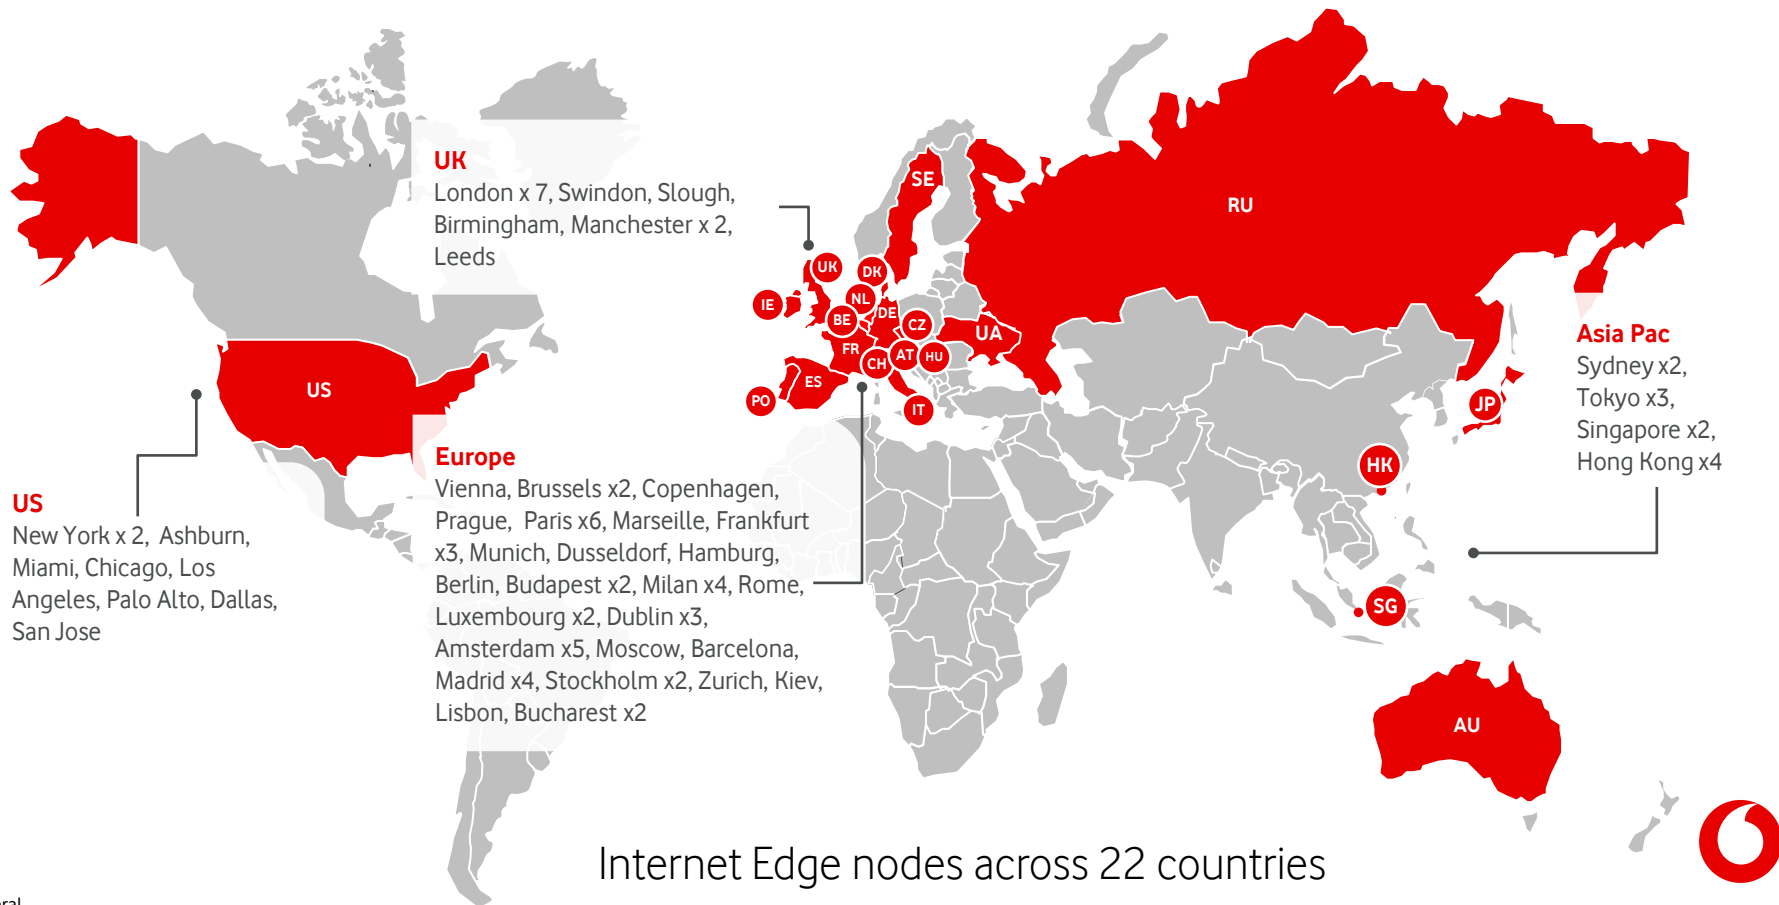 UK
London x 7, Swindon, Slough,
Birmingham, Manchester x 2,
Leeds
US
New York x 2, Ashburn,
Miami, Chicago, Los
Angeles, Palo Alto, Dallas,
San Jose
Europe
Vienna, Brussels x2, Copenhagen,
Prague, Paris x6, Marseille, Frankfurt
x3, Munich, Dusseldorf, Hamburg,
Berlin, Budapest x2, Milan x4, Rome,
Luxembourg x2, Dublin x3,
Amsterdam x5, Moscow, Barcelona,
Madrid x4, Stockholm x2, Zurich, Kiev,
Lisbon, Bucharest x2
Asia Pac
Sydney x2,
Tokyo x3,
Singapore x2,
Hong Kong x4
US
SE
RU
UK
DK
IE
NL
BE
DE
CZ
UA
FR
CH
AT
HU
ES
PO
IT
JP
HK
SG
AU
Internet Edge nodes across 22 countries